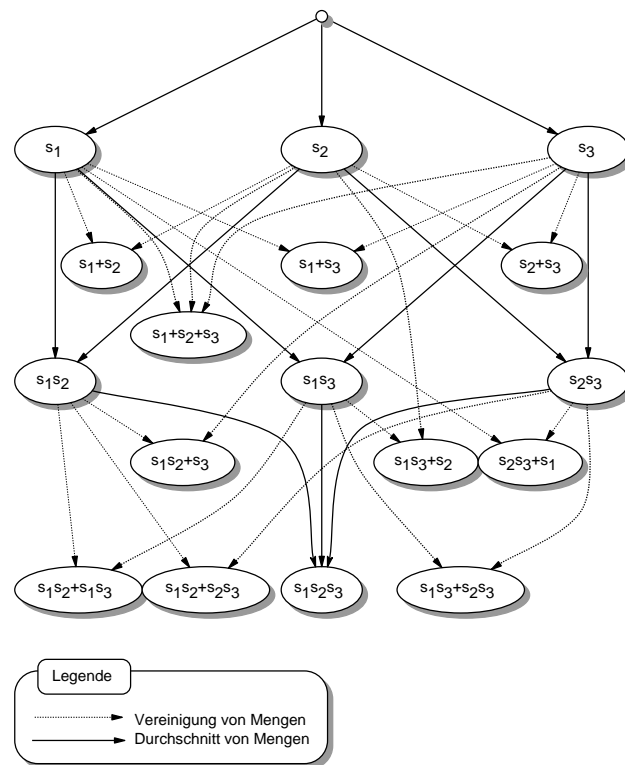 s1 s2 s3
s1+s2 s1+s3 s2+s3
s1+s2+s3
s1s2 s1s3 s2s3
s1s2+s3 s1s3+s2 s2s3+s1
s1s2+s1s3 s1s2+s2s3 s1s2s3 s1s3+s2s3
Legende
Vereinigung von Mengen
Durchschnitt von Mengen